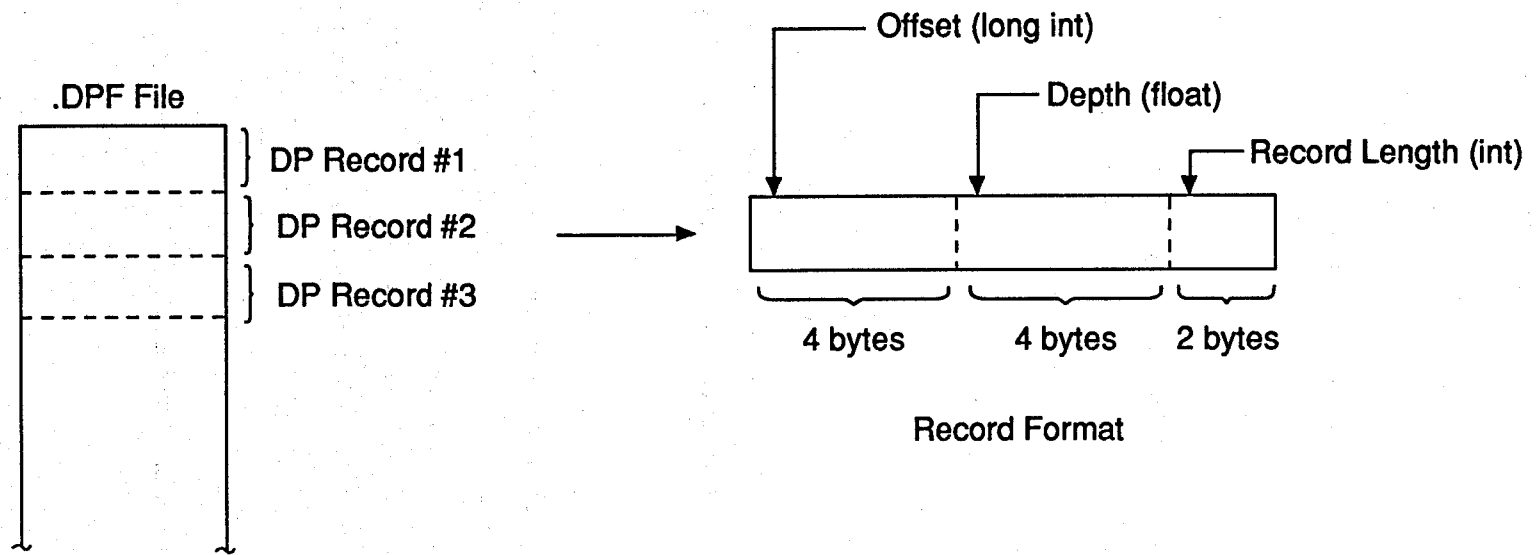 .DPF File
DP Record #1
DP Record #2
DP Record #3
Offset (long int)
Depth (float)
Record Length (int)
4 bytes
4 bytes
2 bytes
Record Format